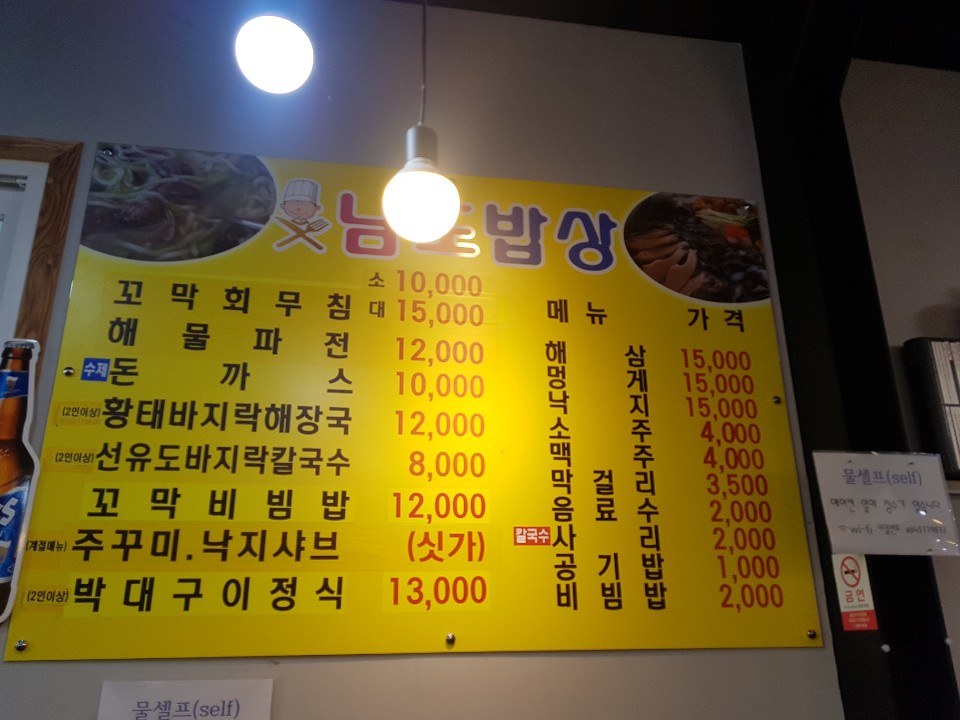 남도밥상
꼬막회무침 소 10,000
대 15,000
해물파전 12,000
수제 돈까스 10,000
(2인이상) 황태바지락해장국 12,000
(2인이상) 선유도바지락칼국수 8,000
꼬막비빔밥 12,000
(계절메뉴) 주꾸미.낙지샤브 (싯가)
(2인이상) 박대구이정식 13,000
메뉴 가격
해삼 15,000
멍게 15,000
낙지 15,000
소주 4,000
맥주 4,000
막걸리 3,500
음료수 2,000
칼국수 사리 2,000
공기밥 1,000
비빔밥 2,000
물셀프(self)
금연
물셀프(self)